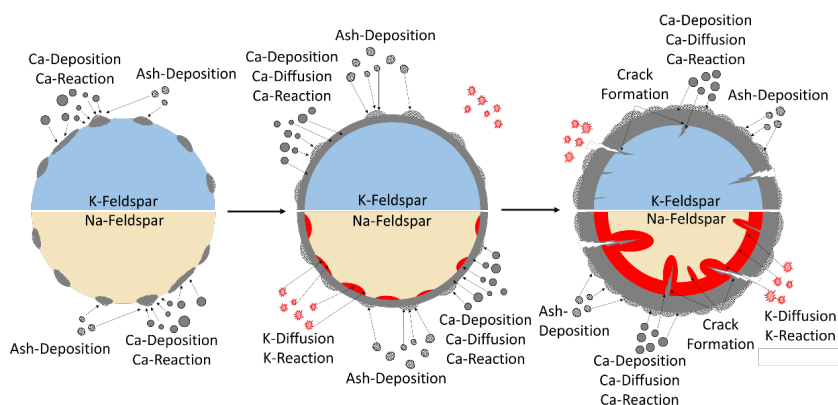 Ca-Deposition
Ca-Reaction
Ash-Deposition
K-Feldspar
Na-Feldspar
Ash-Deposition
Ca-Deposition
Ca-Reaction
Ash-Deposition
Ca-Deposition
Ca-Diffusion
Ca-Reaction
K-Feldspar
Na-Feldspar
K-Diffusion
K-Reaction
Ca-Deposition
Ca-Diffusion
Ca-Reaction
Ash-Deposition
Ca-Deposition
Ca-Diffusion
Ca-Reaction
Crack
Formation
Ash-Deposition
K-Feldspar
Na-Feldspar
Ash-
Deposition
Crack
Formation
K-Diffusion
K-Reaction
Ca-Deposition
Ca-Diffusion
Ca-Reaction